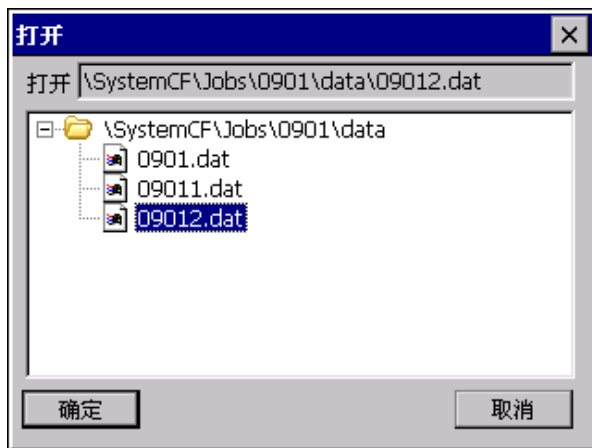 打开
打开 \SystemCF\Jobs\0901\data\09012.dat
\SystemCF\Jobs\0901\data
0901.dat
09011.dat
09012.dat
确定 取消